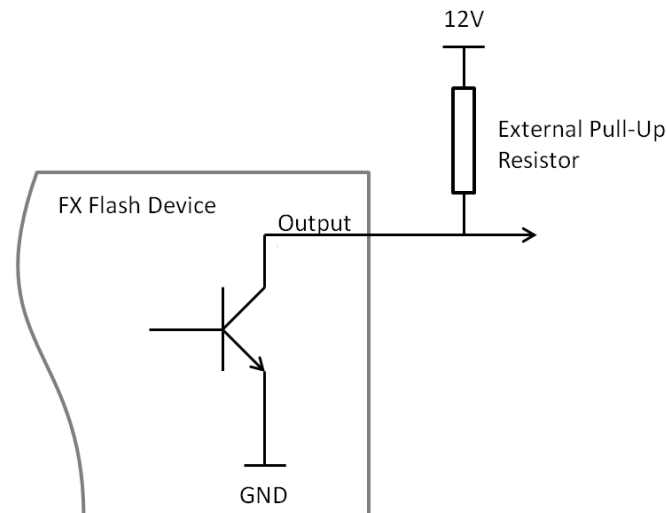 12V
External Pull-Up
Resistor
FX Flash Device
Output
GND